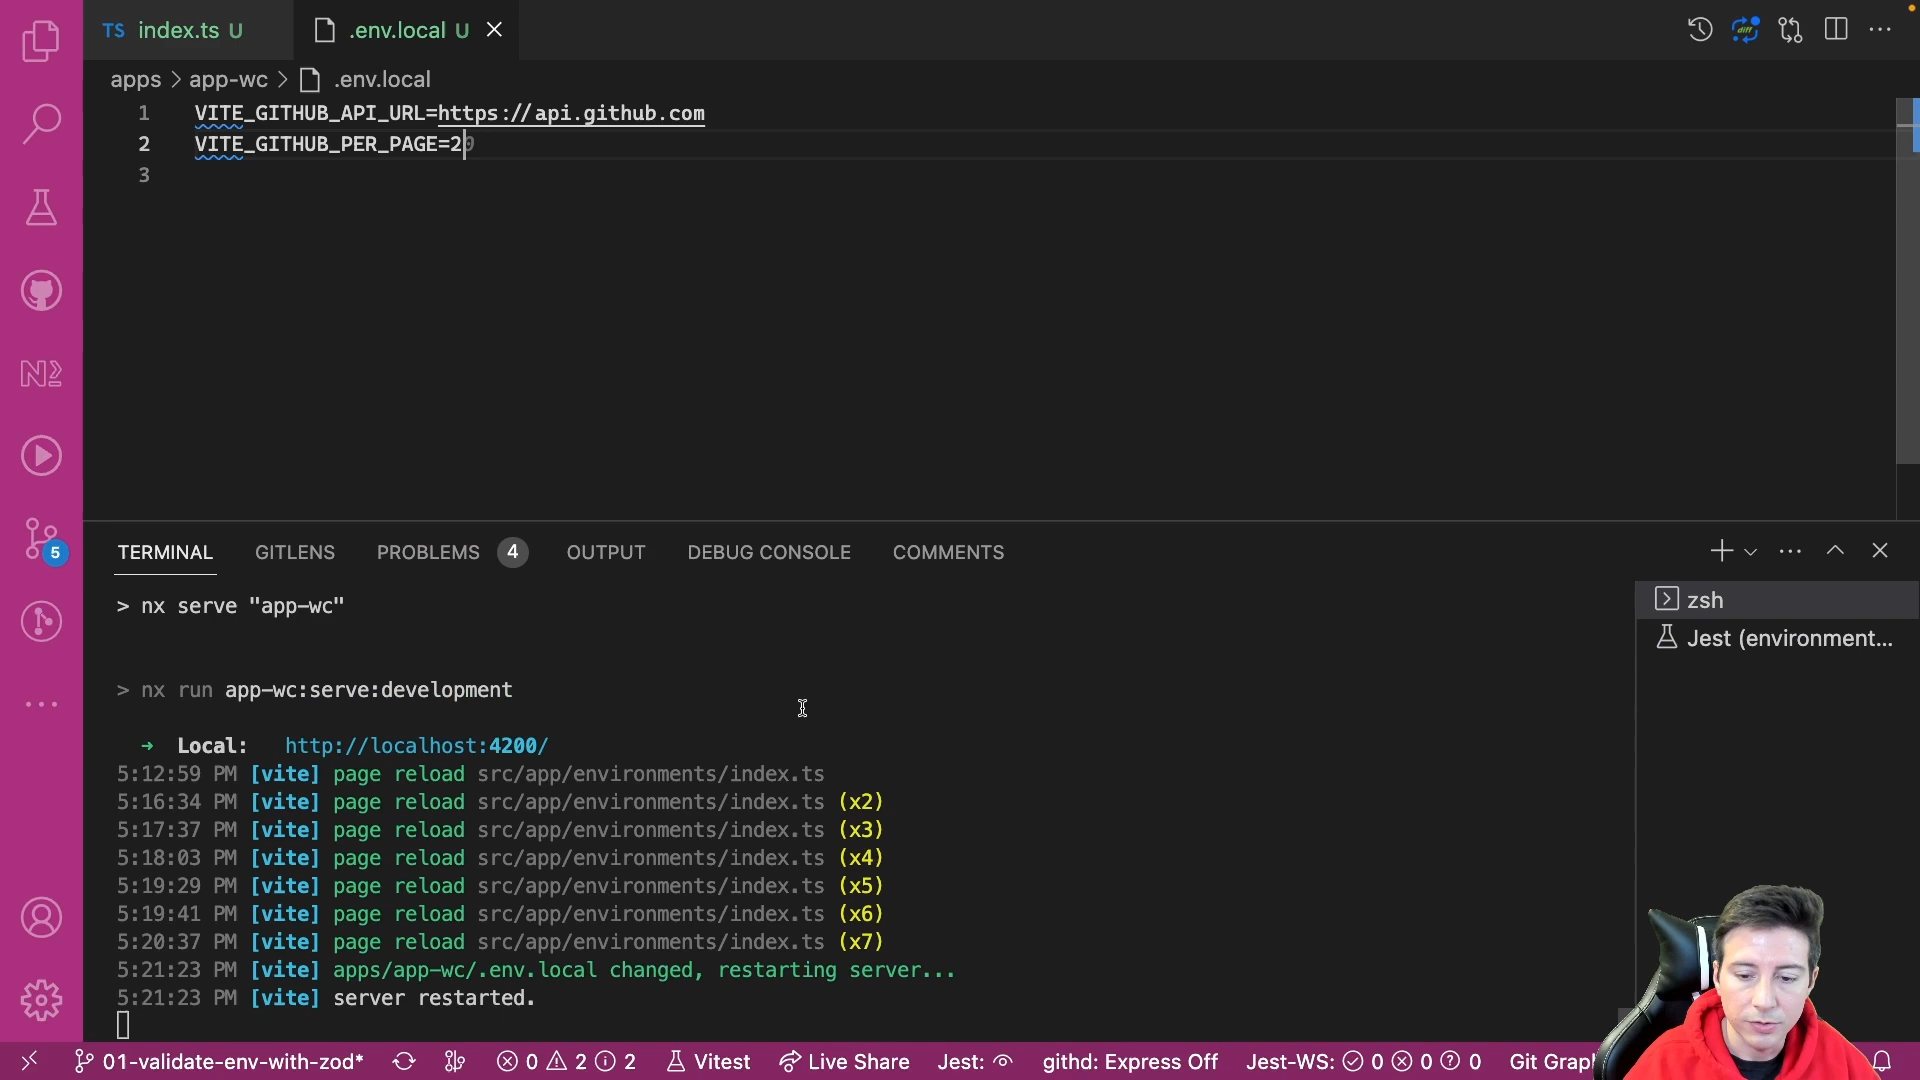 TS index.ts U
.env.local U
diff
apps > app-wc > .env.local
1 VITE_GITHUB_API_URL=https://api.github.com
2 VITE_GITHUB_PER_PAGE=20
3
5
TERMINAL GITLENS PROBLEMS 4 OUTPUT DEBUG CONSOLE COMMENTS
> nx serve "app-wc"
> nx run app-wc:serve:development
➜ Local: http://localhost:4200/
5:12:59 PM [vite] page reload src/app/environments/index.ts
5:16:34 PM [vite] page reload src/app/environments/index.ts (x2)
5:17:37 PM [vite] page reload src/app/environments/index.ts (x3)
5:18:03 PM [vite] page reload src/app/environments/index.ts (x4)
5:19:29 PM [vite] page reload src/app/environments/index.ts (x5)
5:19:41 PM [vite] page reload src/app/environments/index.ts (x6)
5:20:37 PM [vite] page reload src/app/environments/index.ts (x7)
5:21:23 PM [vite] apps/app-wc/.env.local changed, restarting server...
5:21:23 PM [vite] server restarted.
zsh
Jest (environment...
01-validate-env-with-zod* 0 2 2 Vitest Live Share Jest: githd: Express Off Jest-WS: 0 0 0 Git Grap